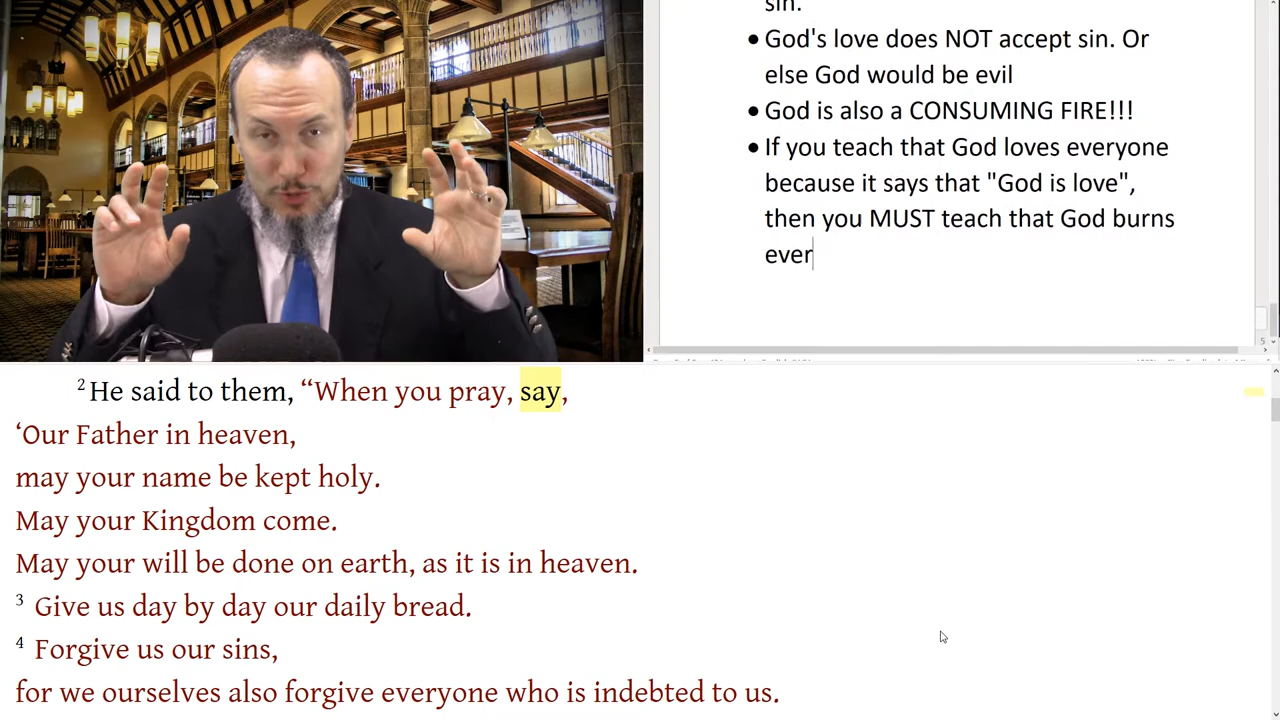 sin.
• God's love does NOT accept sin. Or
else God would be evil
• God is also a CONSUMING FIRE!!!
• If you teach that God loves everyone
because it says that "God is love",
then you MUST teach that God burns
ever
5
2 He said to them, “When you pray, say,
‘Our Father in heaven,
may your name be kept holy.
May your Kingdom come.
May your will be done on earth, as it is in heaven.
3 Give us day by day our daily bread.
4 Forgive us our sins,
for we ourselves also forgive everyone who is indebted to us.